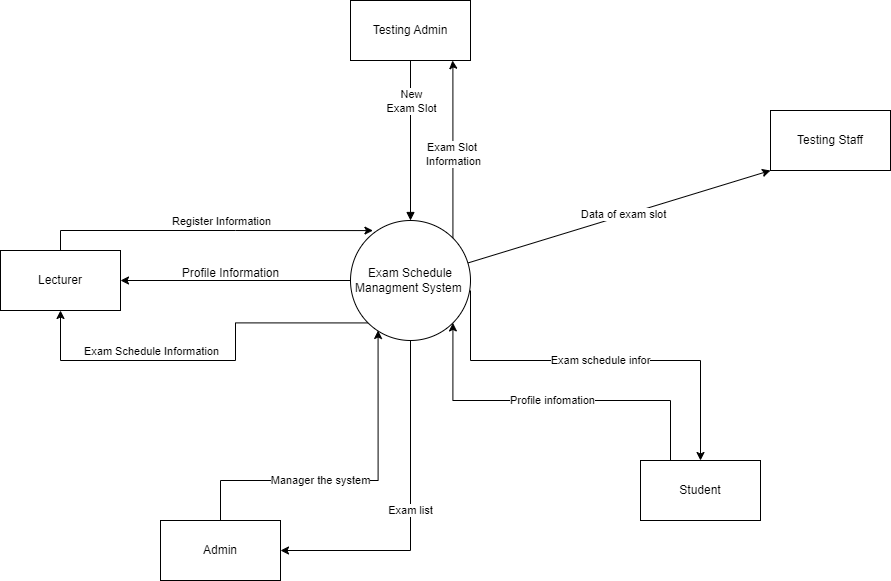 Testing Admin
New
Exam Slot
Exam Slot
Information
Testing Staff
Data of exam slot
Register Information
Lecturer
Profile Information
Exam Schedule
Managment System
Exam Schedule Information
Exam schedule infor
Profile infomation
Manager the system
Student
Exam list
Admin